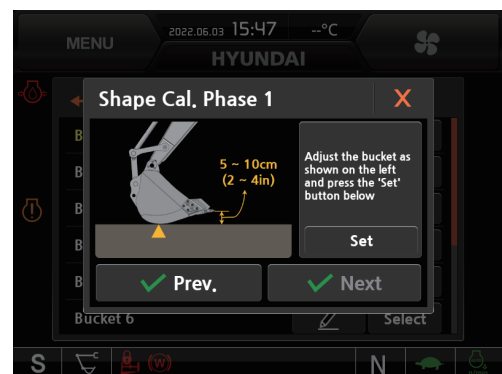 2022.06.03 15:47 --°C
MENU
HYUNDAI
Shape Cal. Phase 1 X
5 ~ 10cm
(2 ~ 4in)
Adjust the bucket as
shown on the left
and press the 'Set'
button below
Set
B
B
B
B
B
Prev. Next
Bucket 6 Select
S (W) N